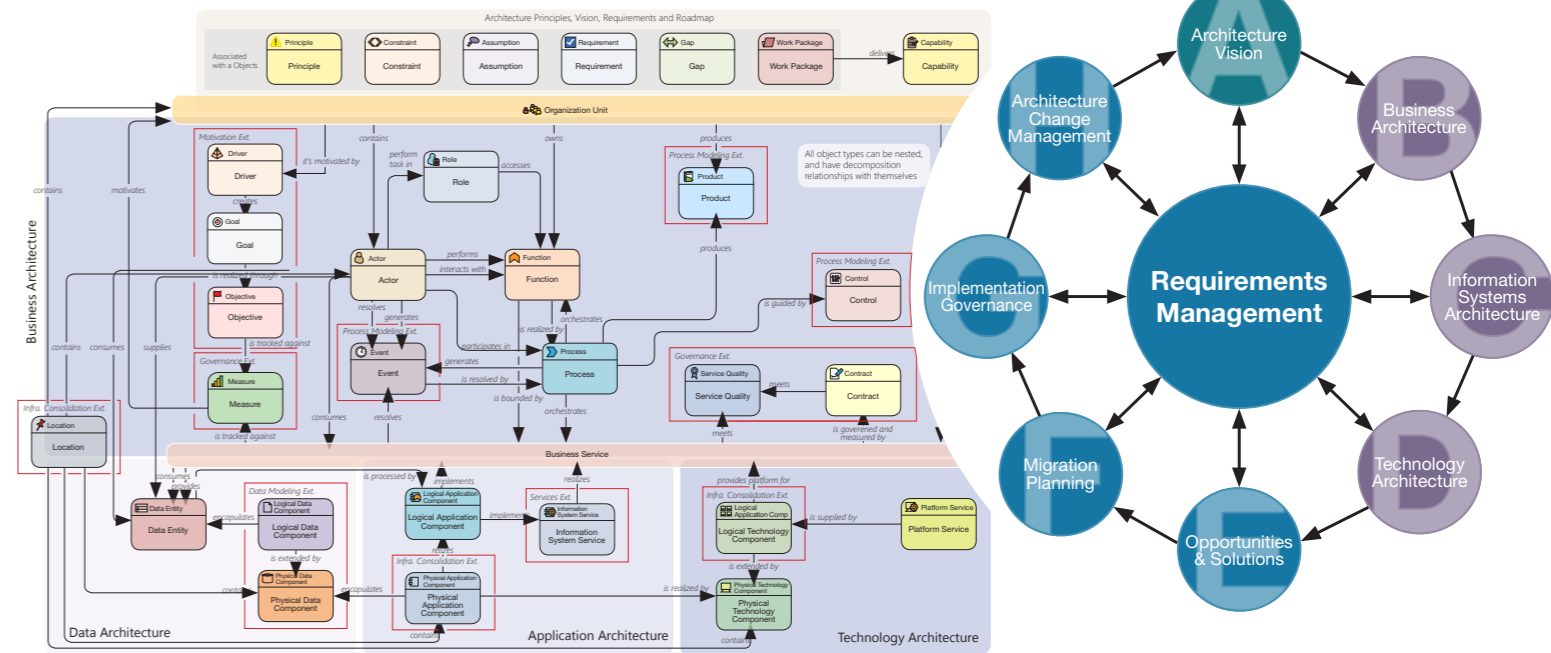 Architecture Principles, Vision, Requirements and Roadmap
Associated
with a Objects
Principle
Principle
Constraint
Constraint
Assumption
Assumption
Requirement
Requirement
Gap
Gap
Work Package
Work Package
delivers
Capability
Capability
Organization Unit
Business Architecture
contains
motivates
Motivation Ext.
Driver
Driver
it's motivated by
creates
Goal
Goal
is realized through
Objective
Objective
is tracked against
Governance Ext.
Measure
Measure
is tracked against
contains
consumes
supplies
contains
perform
task in
Role
Role
accesses
owns
Actor
Actor
performs
interacts with
Function
Function
resolves
generates
Process Modeling Ext.
Event
Event
participates in
generates
is resolved by
orchestrates
is realized by
Process
Process
is bounded by
orchestrates
consumes
resolves
produces
Process Modeling Ext.
Product
Product
produces
All object types can be nested,
and have decomposition
relationships with themselves
Process Modeling Ext.
Control
Control
is guided by
Governance Ext.
Service Quality
Service Quality
meets
Contract
Contract
meets
is goverened and
measured by
Infra. Consolidation Ext.
Location
Location
Business Service
consumes
provides
Data Entity
Data Entity
encapulates
Data Modeling Ext.
Logical Data
Component
Logical Data
Component
is extended by
Physical Data
Component
Physical Data
Component
encapulates
is processed by
implements
Logical Application
Component
Logical Application
Component
realizes
Services Ext.
Information
System Service
Information
System Service
Infra. Consolidation Ext.
Physical Application
Component
Physical
Application
Component
contains
is realized by
provides platform for
Infra. Consolidation Ext.
Logical
Application Comp
Logical Technology
Component
is supplied by
Platform Service
Platform Service
is extended by
Physical Technology
Component
Physical
Technology
Component
contains
Data Architecture
Application Architecture
Technology Architecture
A
Architecture
Vision
B
Business
Architecture
C
Information
Systems
Architecture
D
Technology
Architecture
E
Opportunities
& Solutions
F
Migration
Planning
G
Implementation
Governance
H
Architecture
Change
Management
Requirements
Management